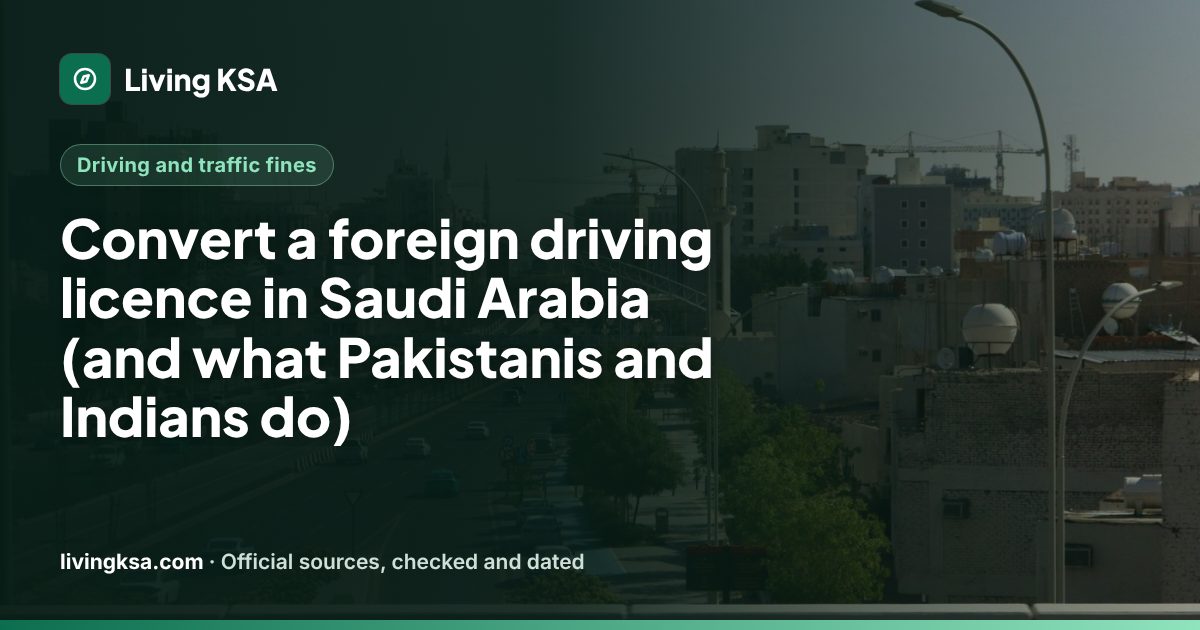 Living KSA
Driving and traffic fines
Convert a foreign driving
licence in Saudi Arabia
(and what Pakistanis and
Indians do)
livingksa.com · Official sources, checked and dated